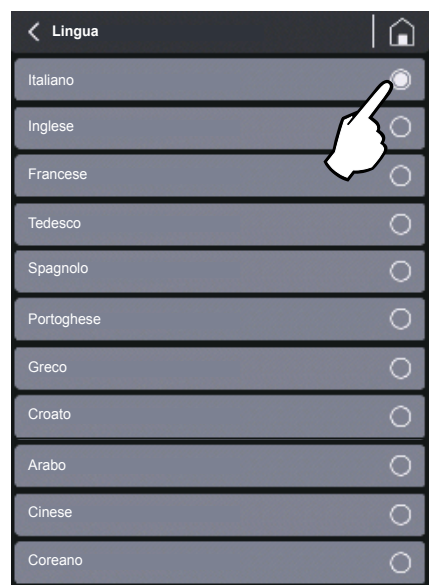 Lingua
Italiano
Inglese
Francese
Tedesco
Spagnolo
Portoghese
Greco
Croato
Arabo
Cinese
Coreano